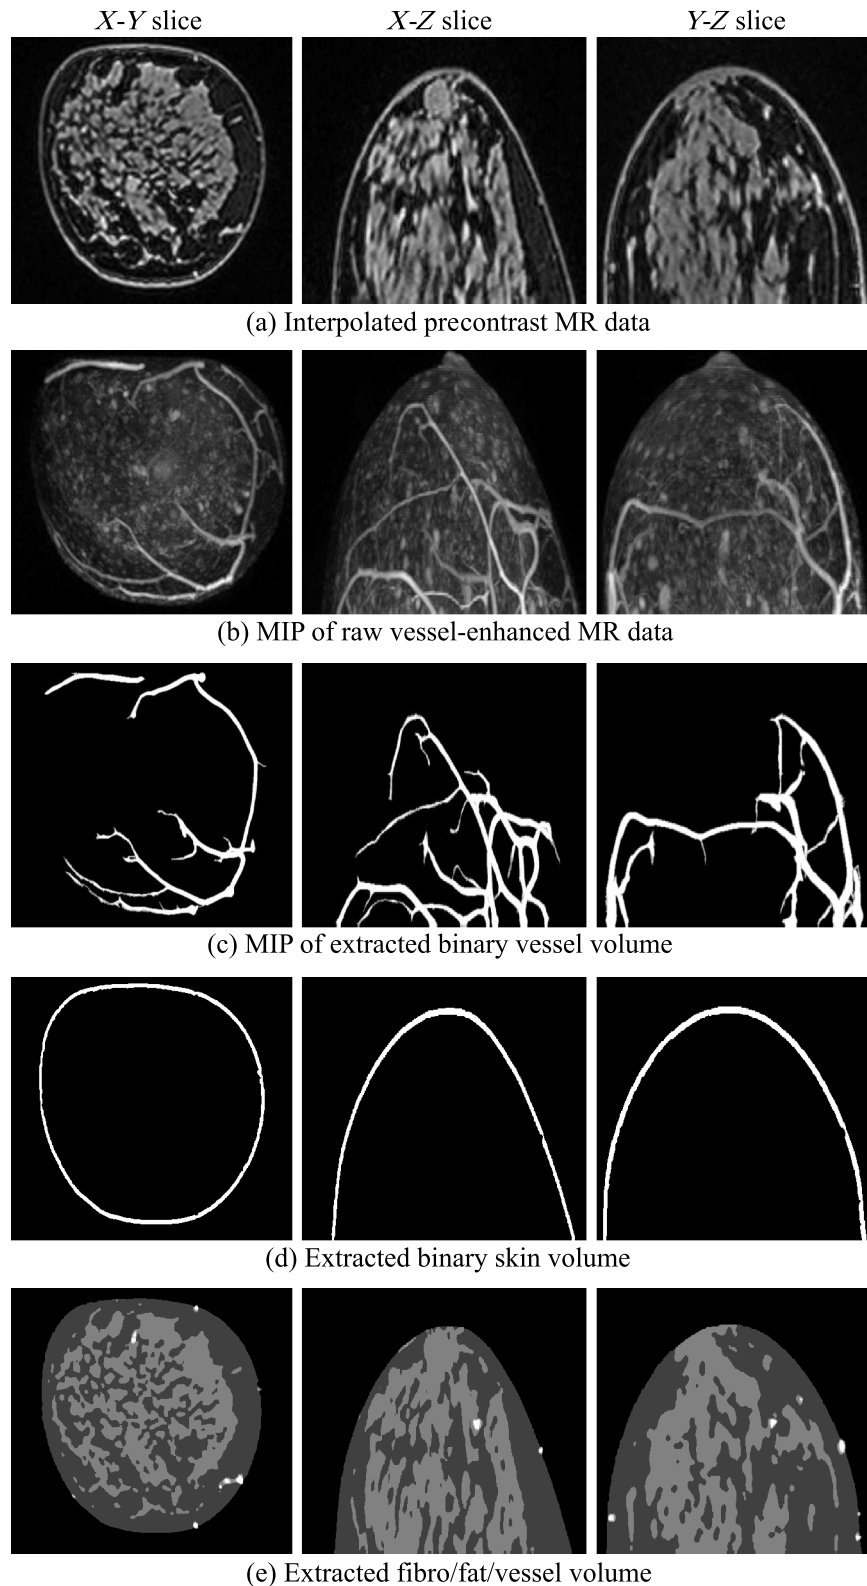 X-Y slice X-Z slice Y-Z slice
(a) Interpolated precontrast MR data
(b) MIP of raw vessel-enhanced MR data
(c) MIP of extracted binary vessel volume
(d) Extracted binary skin volume
(e) Extracted fibro/fat/vessel volume